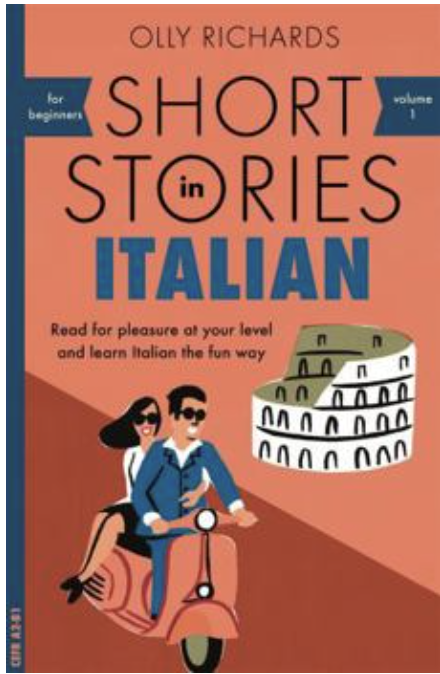 OLLY RICHARDS
for
beginners
SHORT
volume
1
STORIES
in
ITALIAN
Read for pleasure at your level
and learn Italian the fun way
CEFR A2-B1